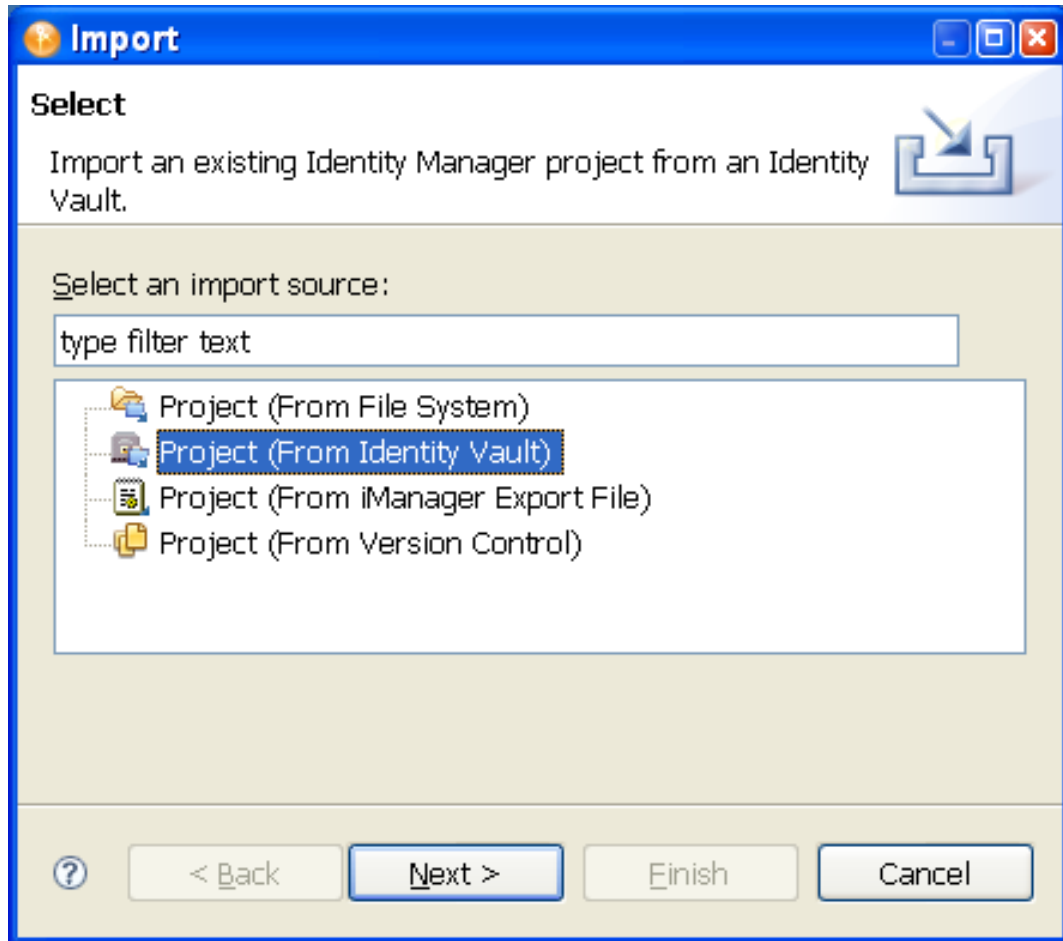 Import
Select
Import an existing Identity Manager project from an Identity
Vault.
Select an import source:
type filter text
Project (From File System)
Project (From Identity Vault)
Project (From iManager Export File)
Project (From Version Control)
?
< Back
Next >
Finish
Cancel